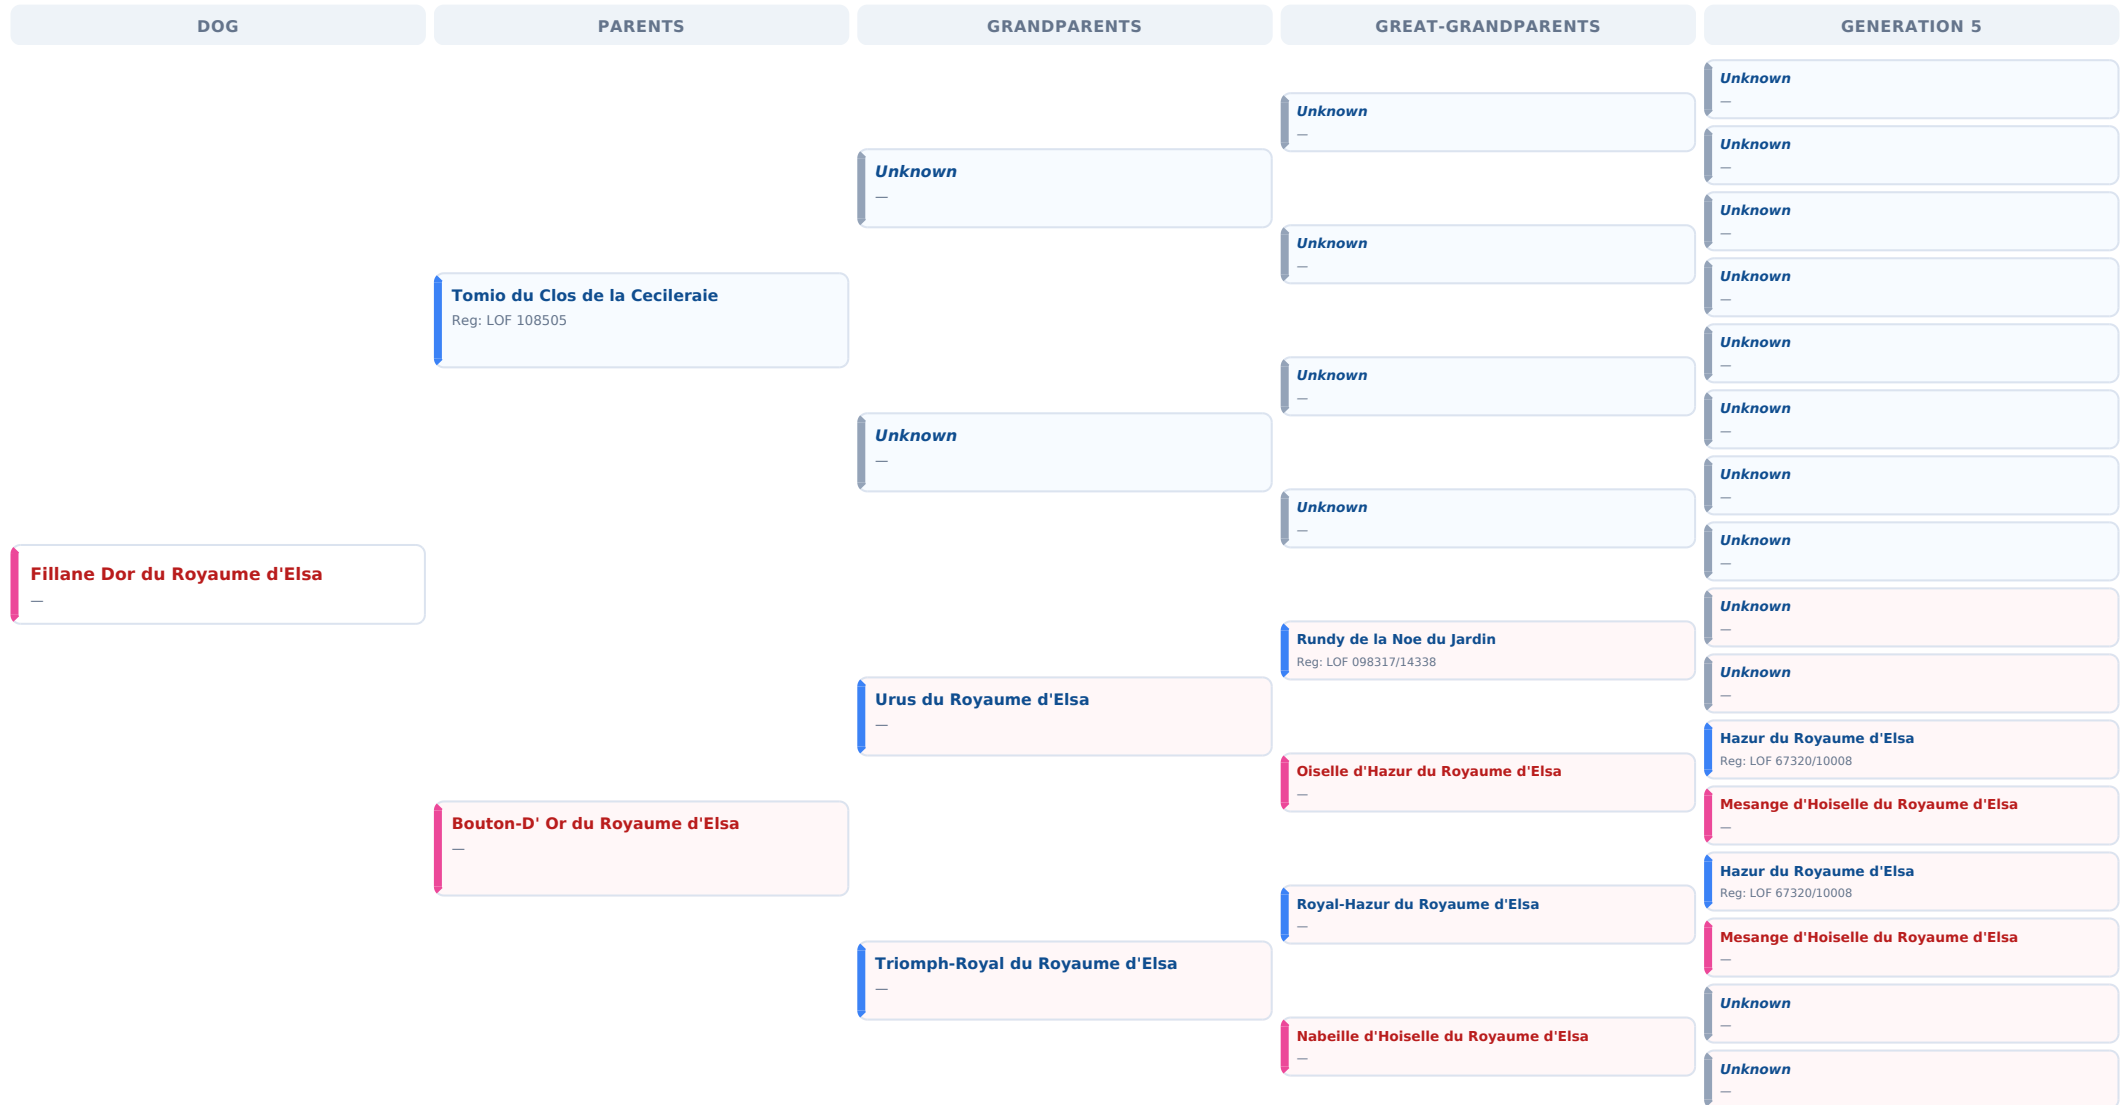 DOG
PARENTS
GRANDPARENTS
GREAT-GRANDPARENTS
GENERATION 5
Fillane Dor du Royaume d'Elsa
—
Tomio du Clos de la Cecileraie
Reg: LOF 108505
Bouton-D' Or du Royaume d'Elsa
—
Unknown
—
Unknown
—
Urus du Royaume d'Elsa
—
Triomph-Royal du Royaume d'Elsa
—
Unknown
—
Unknown
—
Unknown
—
Unknown
—
Rundy de la Noe du Jardin
Reg: LOF 098317/14338
Oiselle d'Hazur du Royaume d'Elsa
—
Royal-Hazur du Royaume d'Elsa
—
Nabeille d'Hoiselle du Royaume d'Elsa
—
Unknown
—
Unknown
—
Unknown
—
Unknown
—
Unknown
—
Unknown
—
Unknown
—
Unknown
—
Unknown
—
Unknown
—
Hazur du Royaume d'Elsa
Reg: LOF 67320/10008
Mesange d'Hoiselle du Royaume d'Elsa
—
Hazur du Royaume d'Elsa
Reg: LOF 67320/10008
Mesange d'Hoiselle du Royaume d'Elsa
—
Unknown
—
Unknown
—